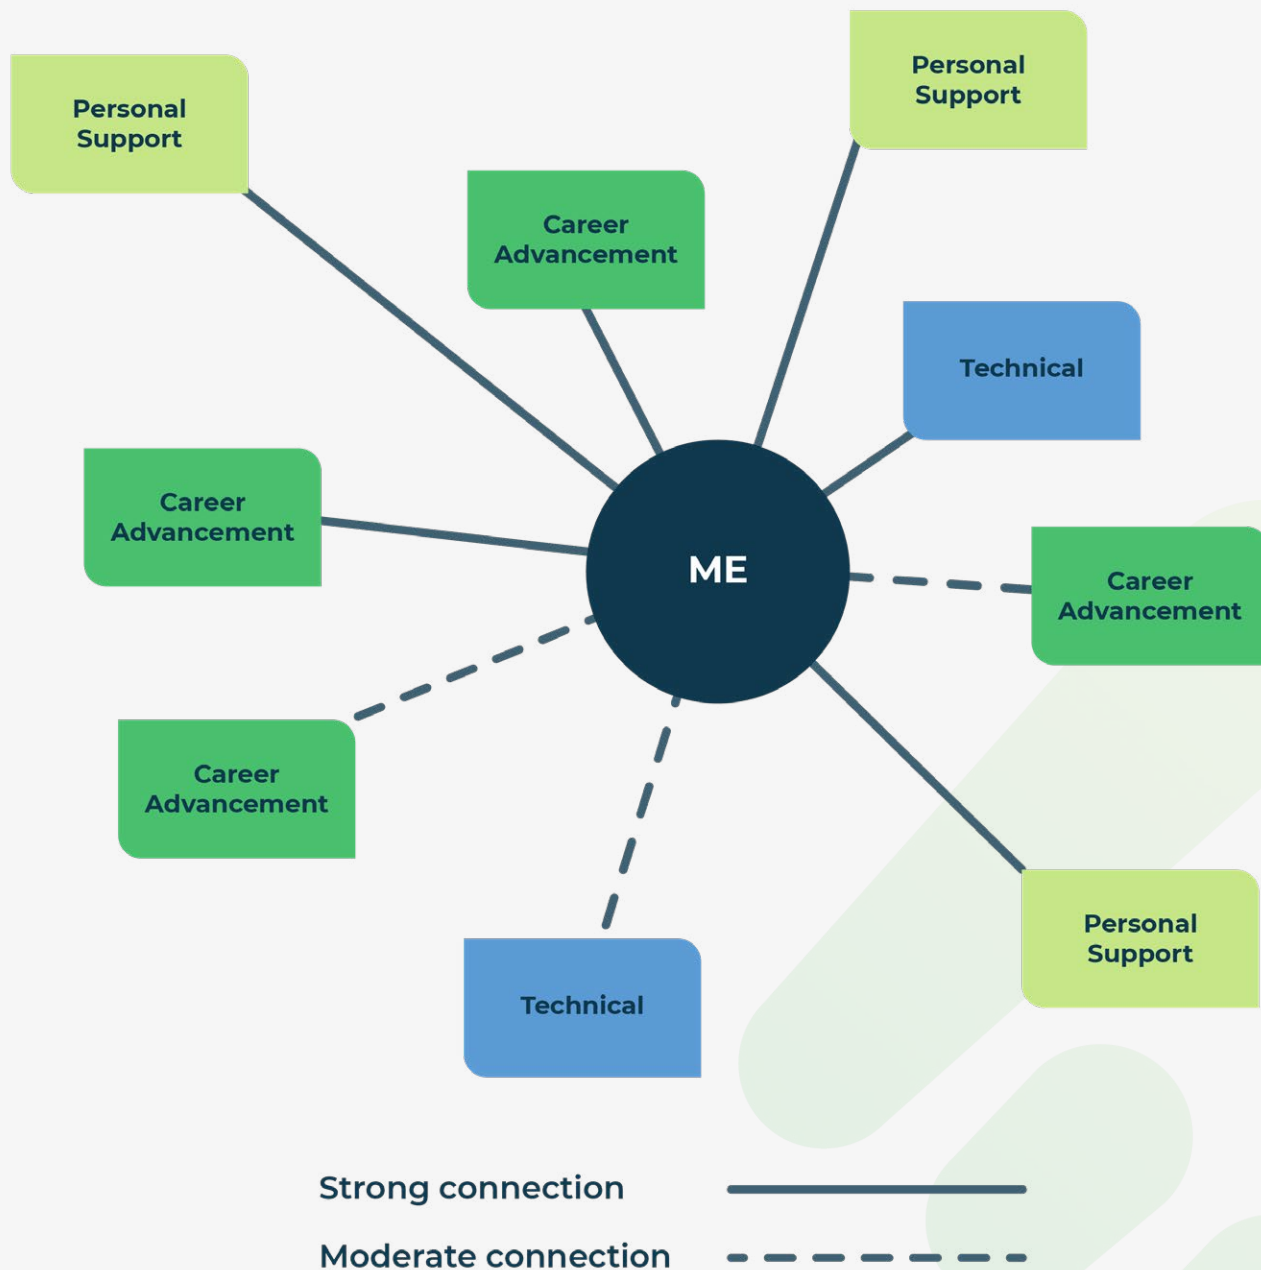 Personal
Support
Personal
Support
Career
Advancement
Technical
Career
Advancement
ME
Career
Advancement
Career
Advancement
Personal
Support
Technical
Strong connection
Moderate connection